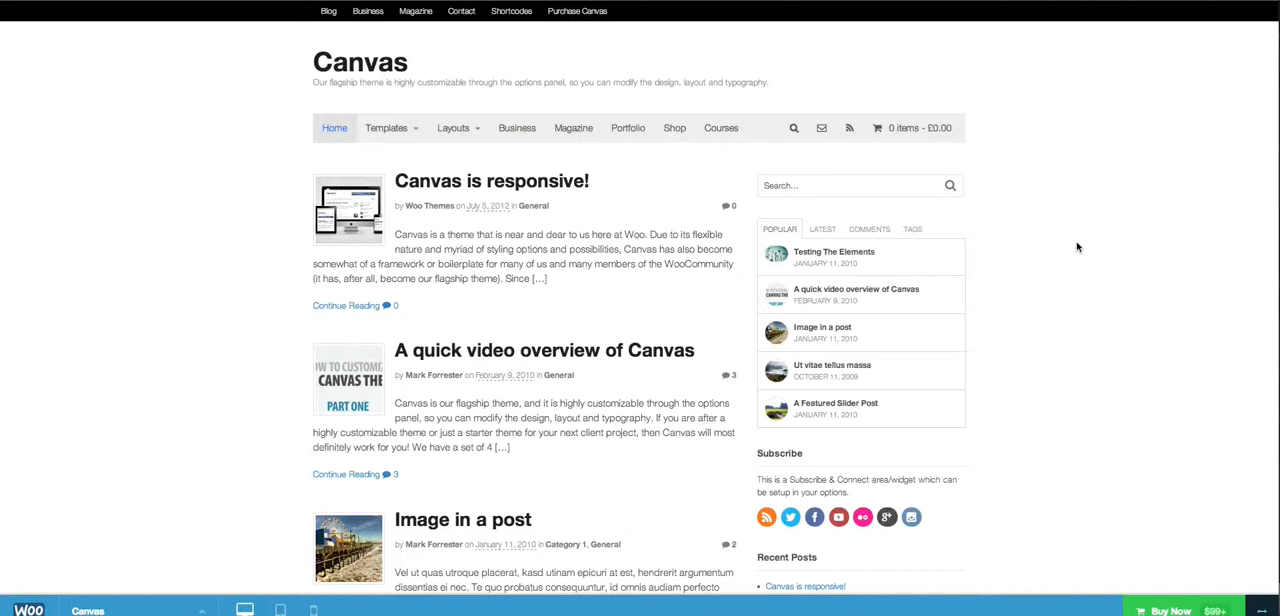 Blog Business Magazine Contact Shortcodes Purchase Canvas
Canvas
Our flagship theme is highly customizable through the options panel, so you can modify the design, layout and typography.
Home Templates Layouts Business Magazine Portfolio Shop Courses 0 items - £0.00
Canvas is responsive!
by Woo Themes on July 5, 2012 in General 0
Canvas is a theme that is near and dear to us here at Woo. Due to its flexible
nature and myriad of styling options and possibilities, Canvas has also become
somewhat of a framework or boilerplate for many of us and many members of the WooCommunity
(it has, after all, become our flagship theme). Since [...]
Continue Reading 0
A quick video overview of Canvas
OW TO CUSTOMI
CANVAS THE
PART ONE
by Mark Forrester on February 9, 2010 in General 3
Canvas is our flagship theme, and it is highly customizable through the options
panel, so you can modify the design, layout and typography. If you are after a
highly customizable theme or just a starter theme for your next client project, then Canvas will most
definitely work for you! We have a set of 4 [...]
Continue Reading 3
Image in a post
by Mark Forrester on January 11, 2010 in Category 1, General 2
Vel ut quas utroque placerat, kasd utinam epicuri at est, hendrerit argumentum
dissentias ei nec. Te quo probatus consequuntur, id omnis audiam perfecto
Search...
POPULAR LATEST COMMENTS TAGS
Testing The Elements
JANUARY 11, 2010
A quick video overview of Canvas
FEBRUARY 9, 2010
CANVAS THE
Image in a post
JANUARY 11, 2010
Ut vitae tellus massa
OCTOBER 11, 2009
A Featured Slider Post
JANUARY 11, 2010
Subscribe
This is a Subscribe & Connect area/widget which can
be setup in your options.
Recent Posts
Canvas is responsive!
WOO Canvas Buy Now $99+